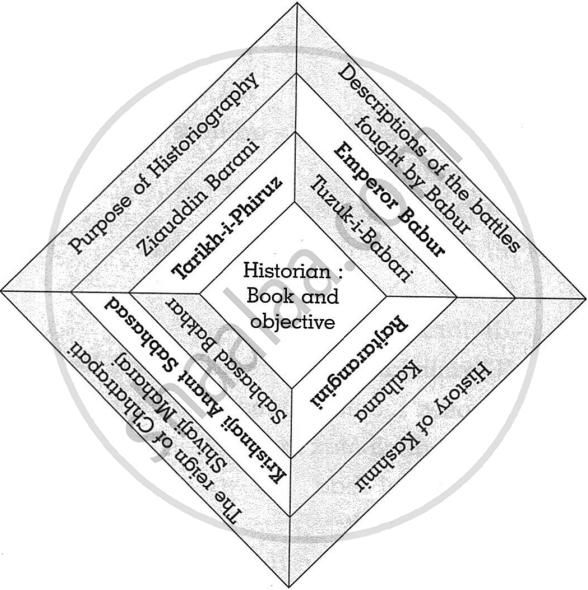 Purpose of Historiography
Ziauddin Barani
Tarikh-i-Phiruz
Descriptions of the battles
fought by Babur
Emperor Babur
Tuzuk-i-Babari
Historian :
Book and
objective
Sabhasad Bakhar
Krishnaji Anant Sabhasad
The reign of Chhatrapati
Shivaji Maharaj
Rajtarangini
Kalhana
History of Kashmir
shaalaa.com